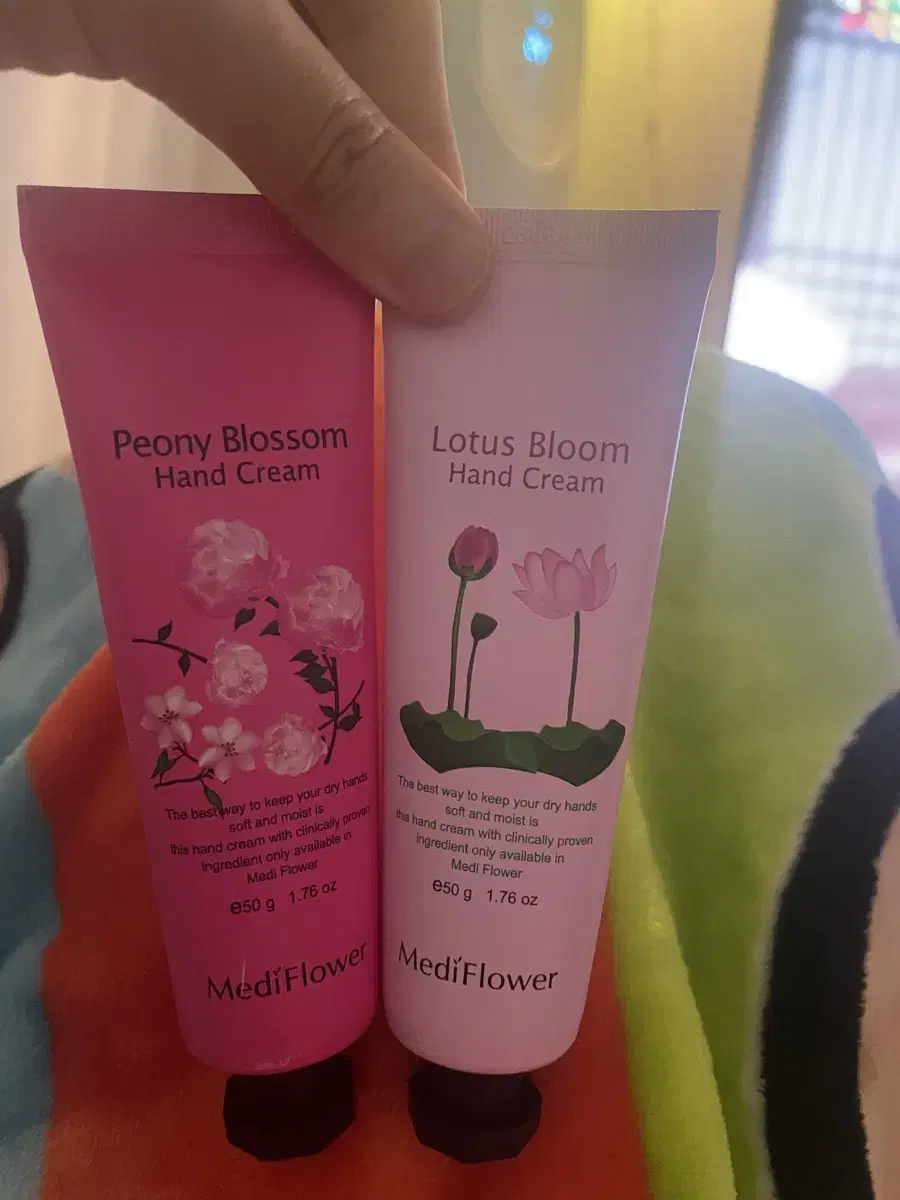 Peony Blossom
Hand Cream
The best way to keep your dry hands
soft and moist is
this hand cream with clinically proven
ingredient only available in
Medi Flower
℮50 g 1.76 oz
MediFlower
Lotus Bloom
Hand Cream
The best way to keep your dry hands
soft and moist is
this hand cream with clinically proven
ingredient only available in
Medi Flower
℮50 g 1.76 oz
MediFlower